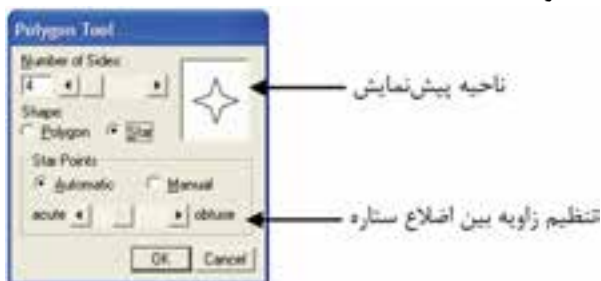 Polygon Tool
Number of Sides:
4
ناحیه پیش‌نمایش
Shape:
Polygon Star
Star Points
Automatic Manual
acute obtuse
تنظیم زاویه بین اضلاع ستاره
OK Cancel